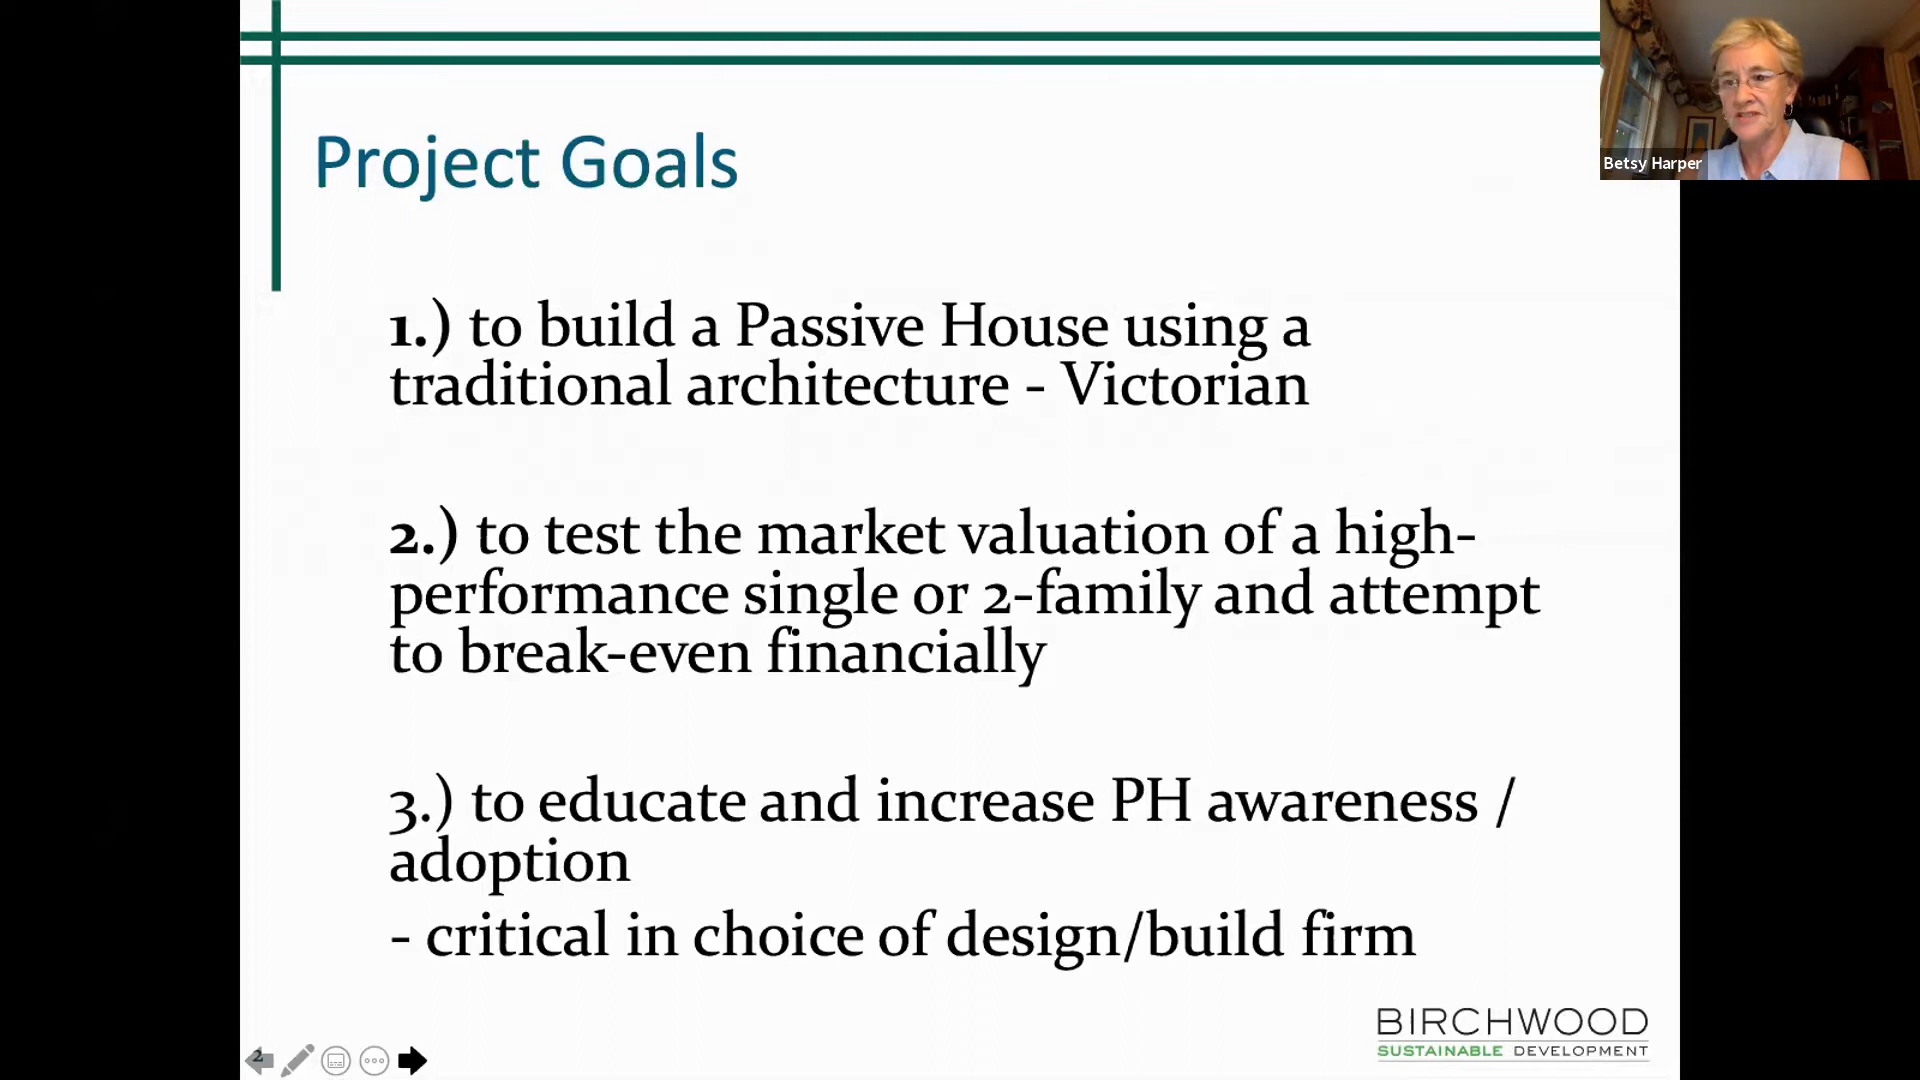 Betsy Harper
Project Goals
1.) to build a Passive House using a
traditional architecture - Victorian
2.) to test the market valuation of a high-
performance single or 2-family and attempt
to break-even financially
3.) to educate and increase PH awareness /
adoption
- critical in choice of design/build firm
BIRCHWOOD
SUSTAINABLE DEVELOPMENT
2